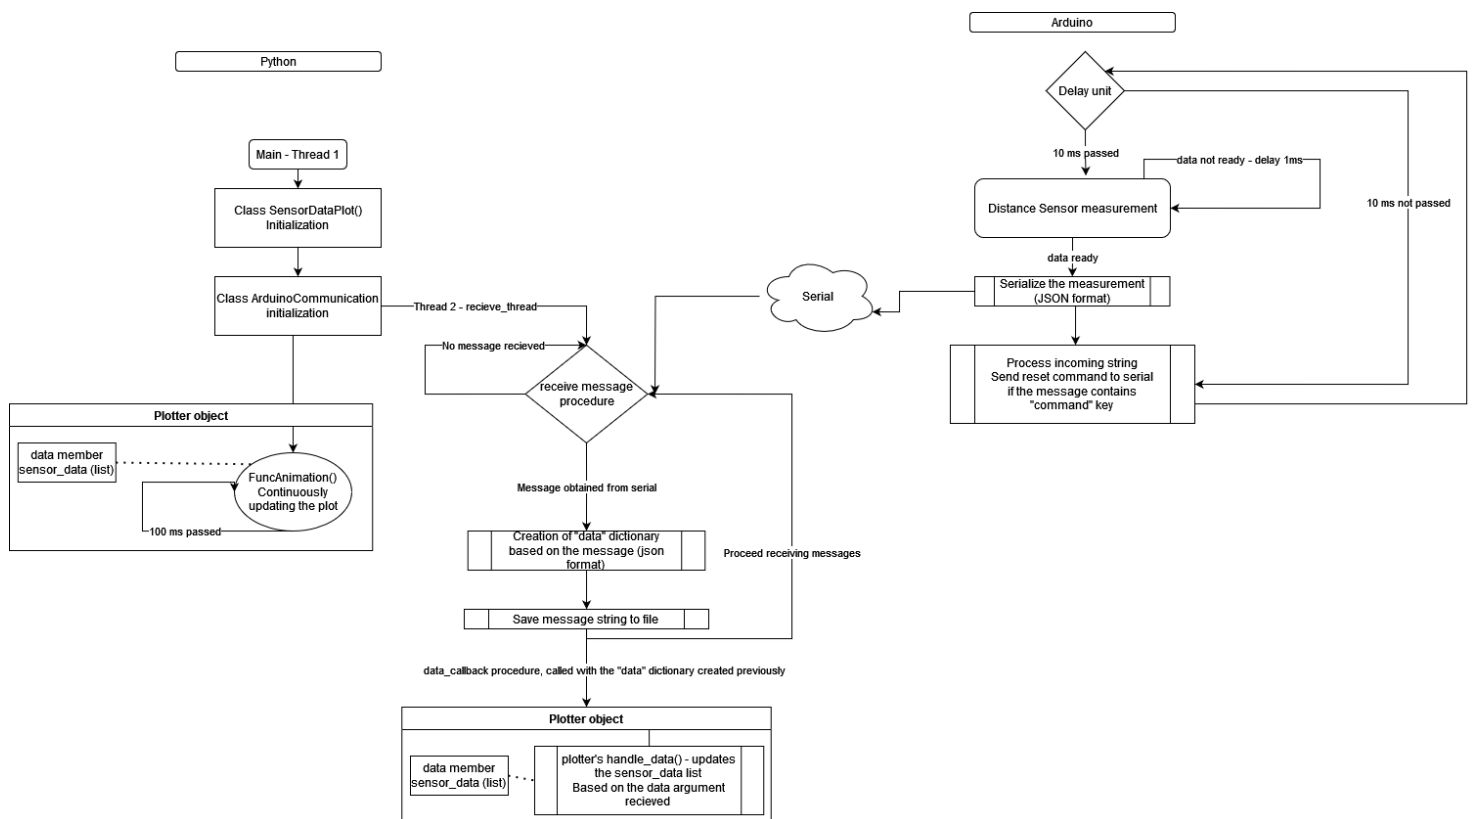 Arduino
Python
Delay unit
Main - Thread 1
10 ms passed
data not ready - delay 1ms
Class SensorDataPlot()
Initialization
Distance Sensor measurement
10 ms not passed
data ready
Class ArduinoCommunication
initialization
Thread 2 - recieve_thread
Serial
Serialize the measurement
(JSON format)
No message recieved
receive message
procedure
Process incoming string
Send reset command to serial
if the message contains
"command" key
Plotter object
data member
sensor_data (list)
FuncAnimation()
Continuously
updating the plot
100 ms passed
Message obtained from serial
Creation of "data" dictionary
based on the message (json
format)
Proceed receiving messages
Save message string to file
data_callback procedure, called with the "data" dictionary created previously
Plotter object
data member
sensor_data (list)
plotter's handle_data() - updates
the sensor_data list
Based on the data argument
recieved